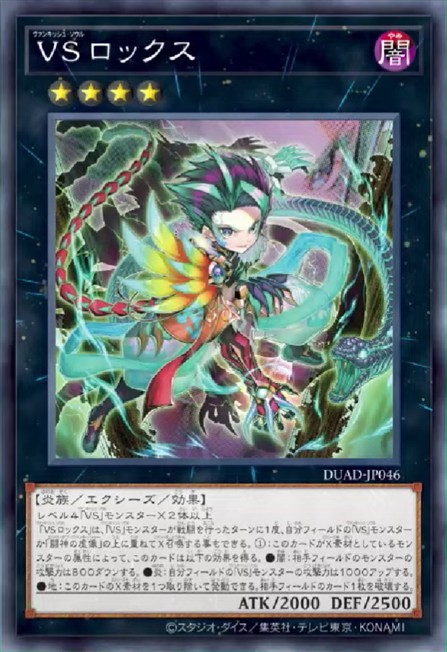 ヴァンキッシュ・ソウル
VSロックス
やみ
闇
DUAD-JP046
【炎族/エクシーズ/効果】
レベル4「VS」モンスター×2体以上
「VSロックス」は、「VS」モンスターが戦闘を行ったターンに1度、自分フィールドの「VS」モンスター
が「闘神の虚像」の上に重ねてX召喚する事もできる。①:このカードがX素材としているモン
スターの属性によって、このカードは以下の効果を得る。●闇:相手フィールドのモンスターの
攻撃力は800ダウンする。●炎:自分フィールドの「VS」モンスターの攻撃力は1000アップする。
●地:このカードのX素材を1つ取り除いて発動できる。相手フィールドのカード1枚を破壊する。
ATK/2000 DEF/2500
©スタジオ・ダイス/集英社・テレビ東京・KONAMI